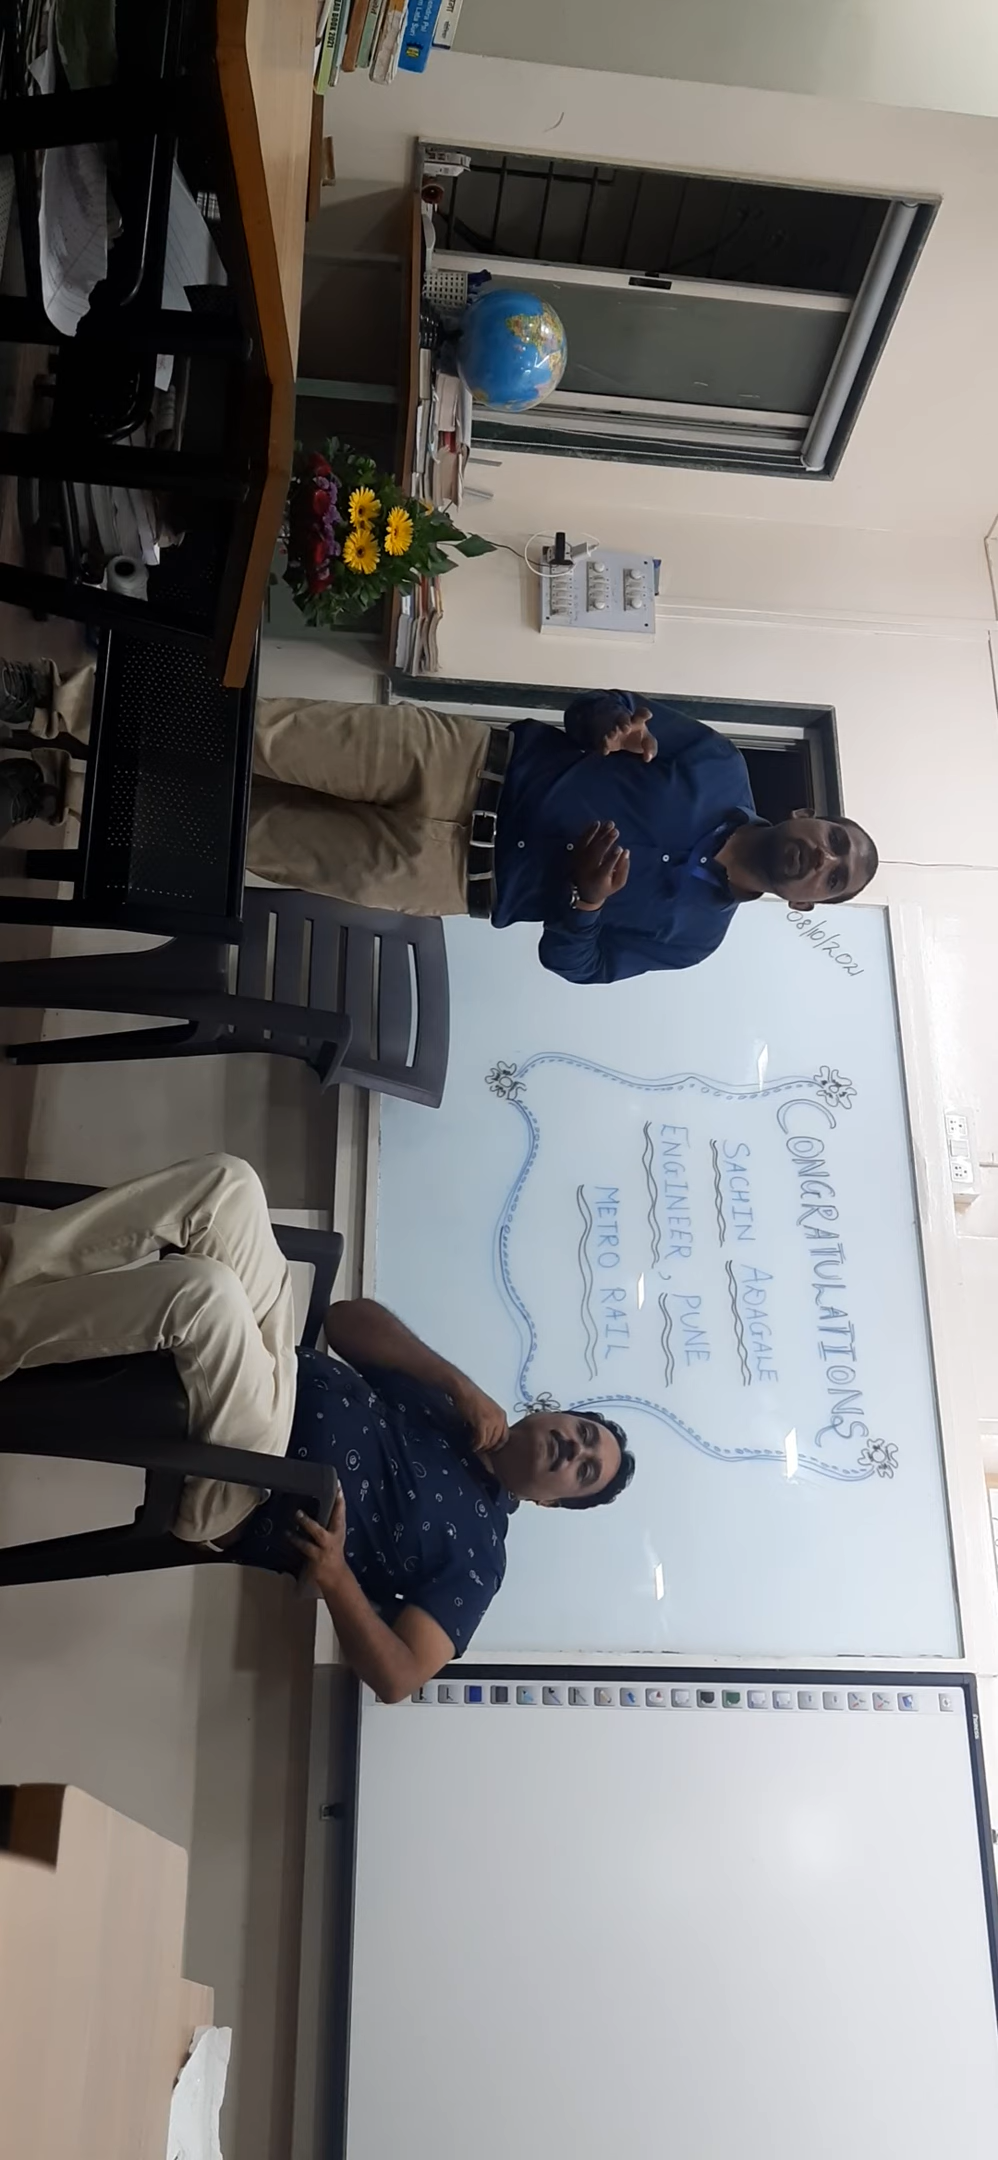 08/10/2021
CONGRATULATIONS
SACHIN ADAGALE
ENGINEER, PUNE
METRO RAIL